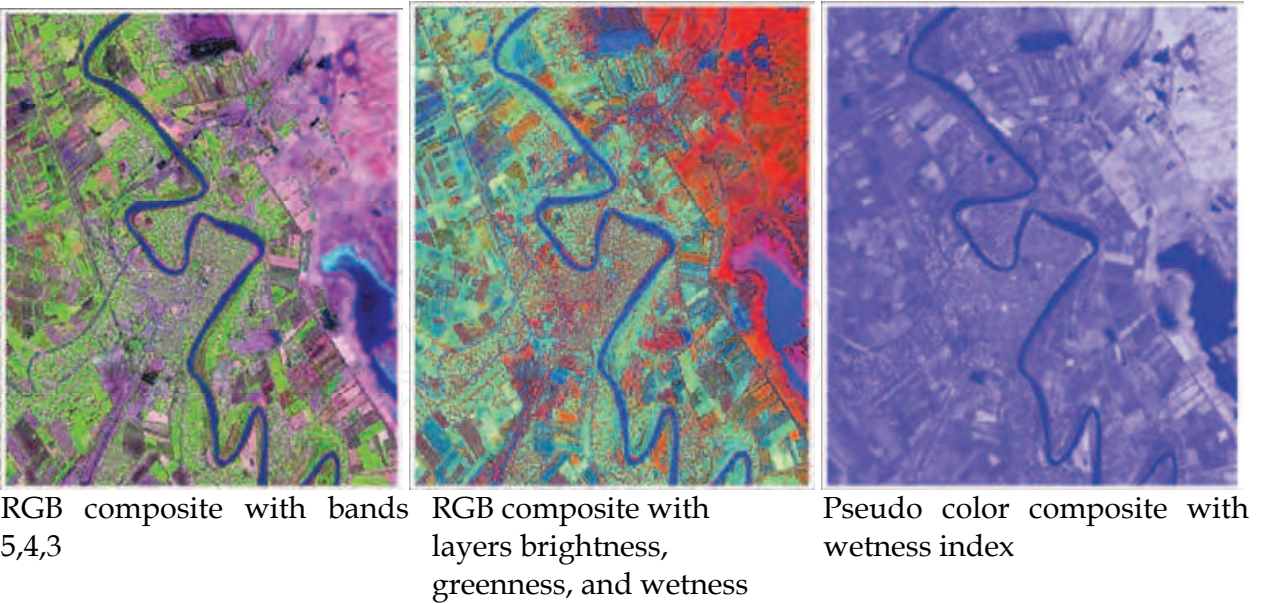 RGB composite with bands
5,4,3
RGB composite with
layers brightness,
greenness, and wetness
Pseudo color composite with
wetness index